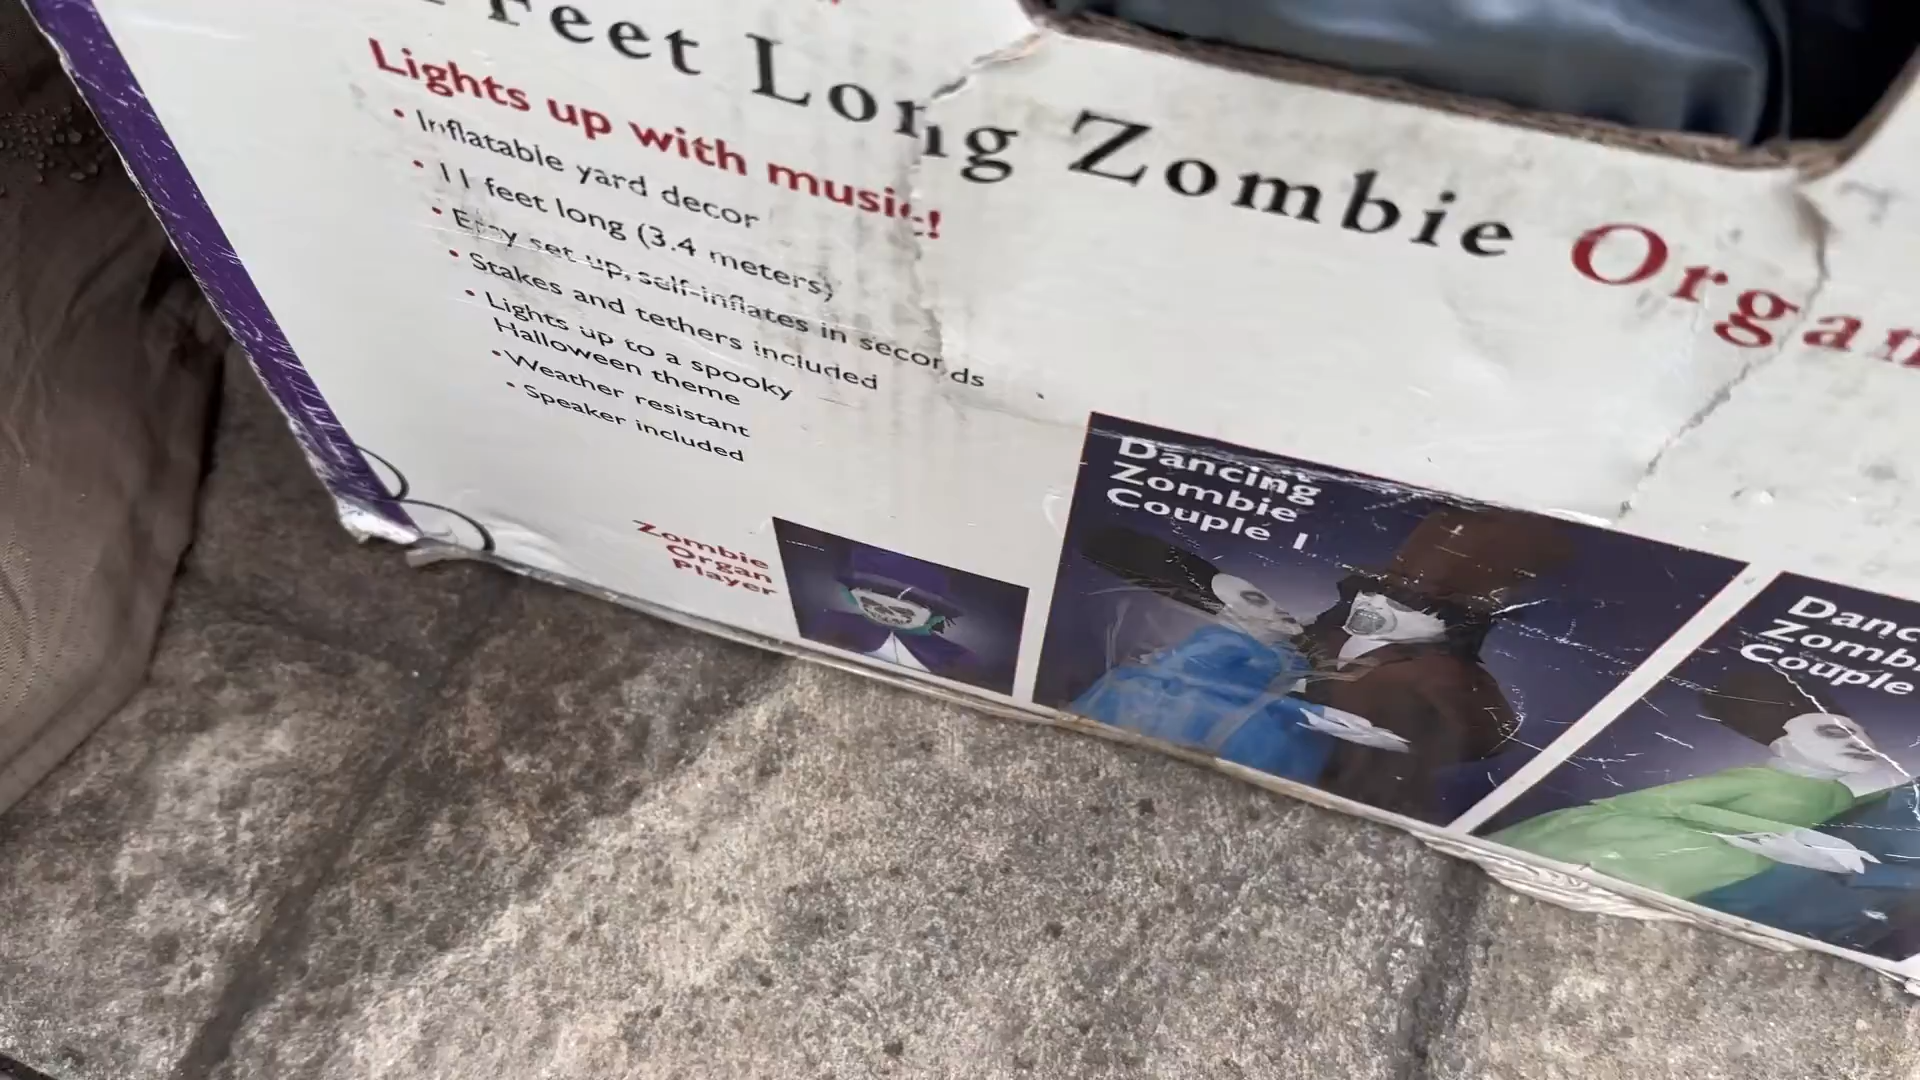 Feet Long Zombie Organ
Lights up with music!
• Inflatable yard decor
• 11 feet long (3.4 meters)
• Easy set-up, self-inflates in seconds
• Stakes and tethers included
• Lights up to a spooky
Halloween theme
• Weather resistant
• Speaker included
Zombie
Organ
Player
Dancing
Zombie
Couple 1
Danc
Zomb
Couple